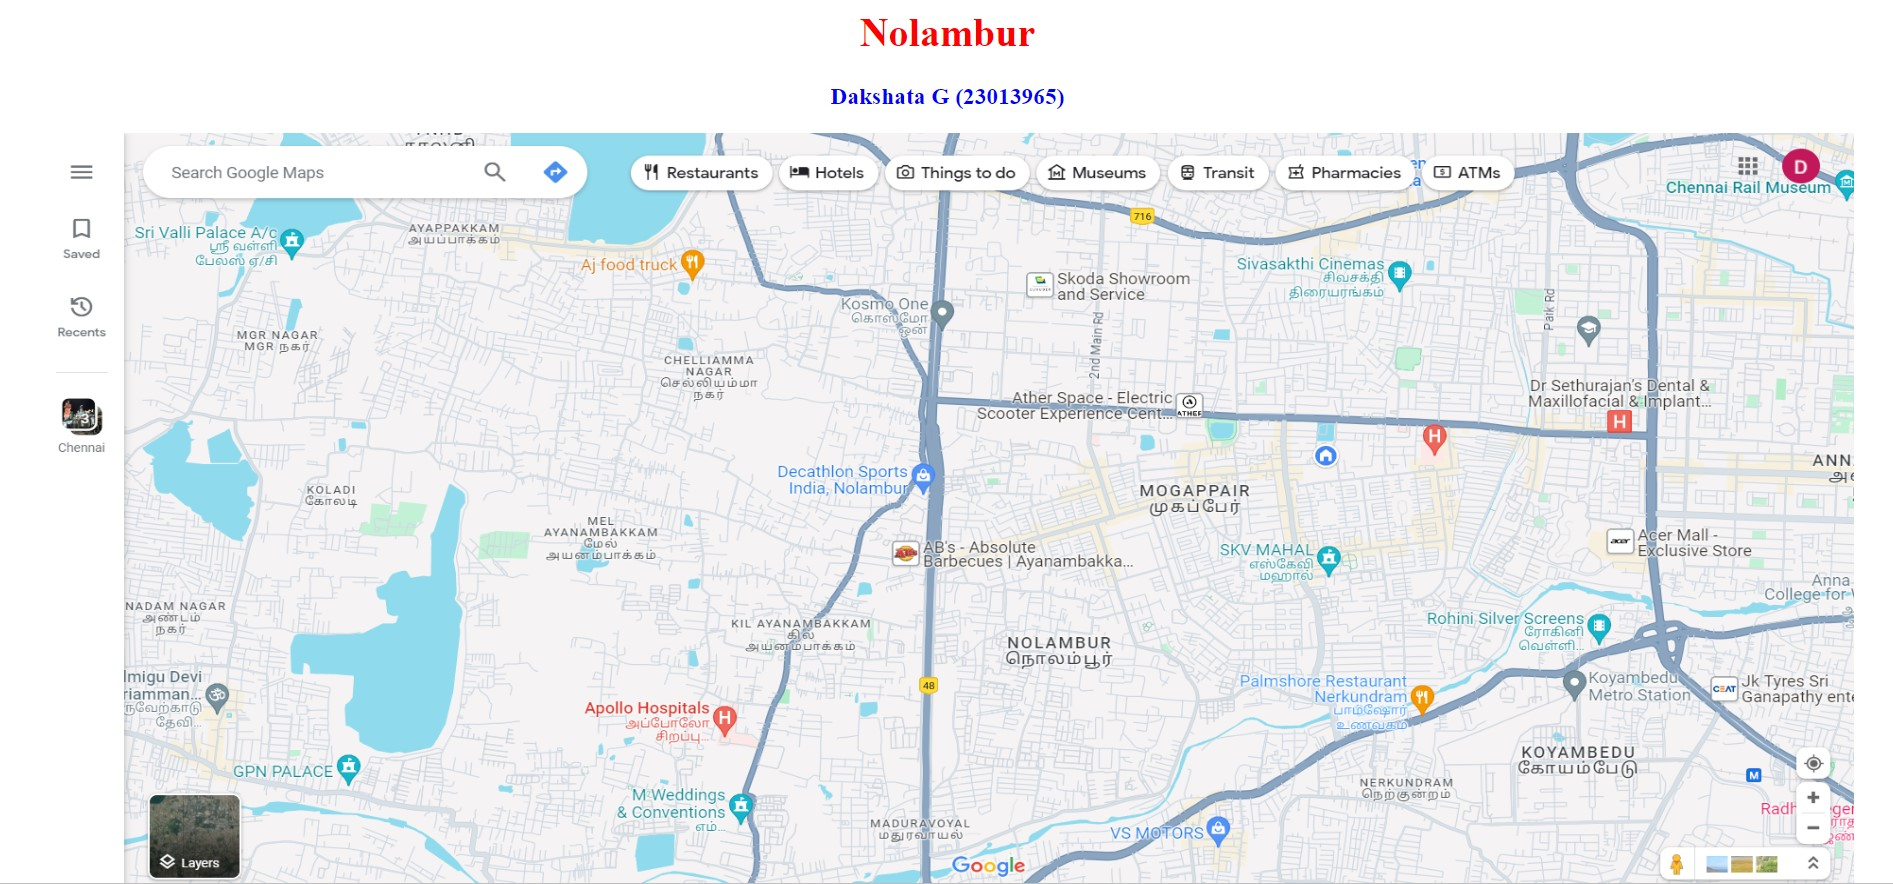 Nolambur
Dakshata G (23013965)
Search Google Maps
Restaurants
Hotels
Things to do
Museums
Transit
Pharmacies
ATMs
D
Saved
Recents
Chennai
Chennai Rail Museum
716
Sri Valli Palace A/c
ஸ்ரீ வள்ளி
பேலஸ் ஏ/சி
AYAPPAKKAM
அயப்பாக்கம்
Aj food truck
Skoda Showroom
and Service
Sivasakthi Cinemas
சிவசக்தி
திரையரங்கம்
Kosmo One
கொஸ்மோ
ஒன்
Park Rd
2nd Main Rd
MGR NAGAR
MGR நகர்
CHELLIAMMA
NAGAR
செல்லியம்மா
நகர்
Ather Space - Electric
Scooter Experience Cent...
ATHER
Dr Sethurajan's Dental &
Maxillofacial & Implant...
H
H
Decathlon Sports
India, Nolambur
MOGAPPAIR
முகப்பேர்
KOLADI
கோலடி
MEL
AYANAMBAKKAM
மேல்
அயனம்பாக்கம்
AB's - Absolute
Barbecues | Ayanambakka...
SKV MAHAL
எஸ்கேவி
மஹால்
acer
Acer Mall -
Exclusive Store
Anna
College for
NADAM NAGAR
அண்டம்
நகர்
KIL AYANAMBAKKAM
கில்
அயனம்பாக்கம்
NOLAMBUR
நொலம்பூர்
Rohini Silver Screens
ரோகினி
வெள்ளி...
lmigu Devi
riamman...
தேவி...
48
Palmshore Restaurant
Nerkundram
பாம்ஷோர்
உணவகம்
Koyambedu
Metro Station
CEAT
Jk Tyres Sri
Ganapathy ente
Apollo Hospitals
அப்போலோ
சிறப்பு...
H
KOYAMBEDU
கோயம்பேடு
GPN PALACE
M Weddings
& Conventions
எம்...
NERKUNDRAM
நெற்குன்றம்
M
MADURAVOYAL
மதுரவாயல்
VS MOTORS
Layers
Google